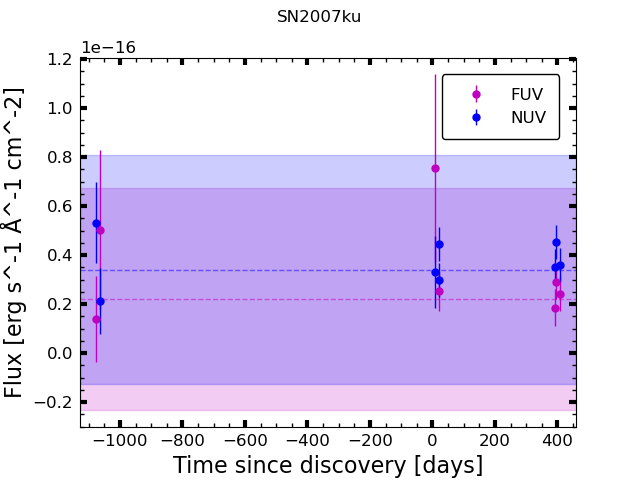 SN2007ku
1e−16
1.2
1.0
0.8
0.6
0.4
0.2
0.0
−0.2
Flux [erg s^-1 Å^-1 cm^-2]
FUV
NUV
−1000 −800 −600 −400 −200 0 200 400
Time since discovery [days]